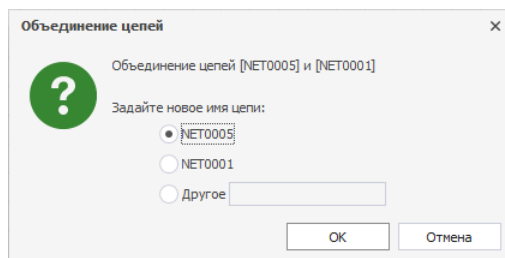 Объединение цепей
Объединение цепей [NET0005] и [NET0001]
Задайте новое имя цепи:
NET0005
NET0001
Другое
OK
Отмена